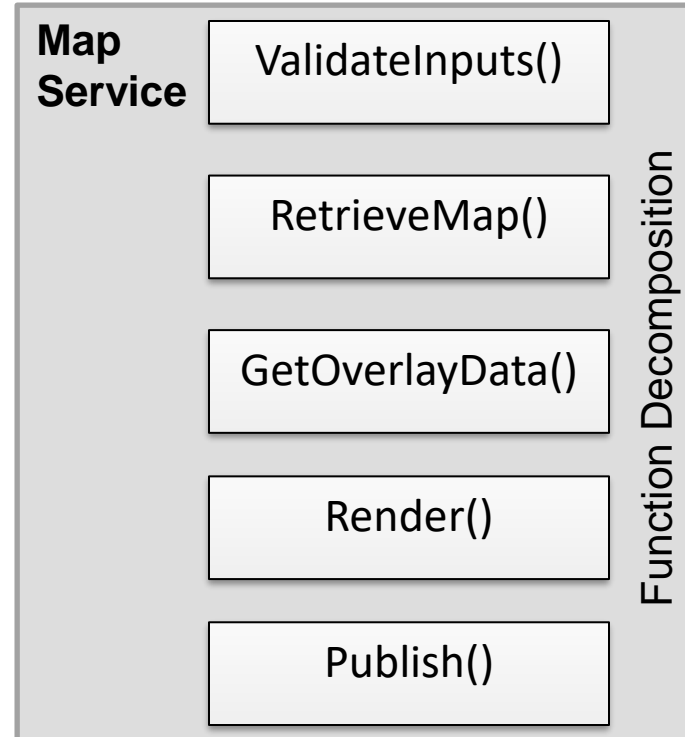 Map
Service
ValidateInputs()
RetrieveMap()
GetOverlayData()
Render()
Publish()
Function Decomposition